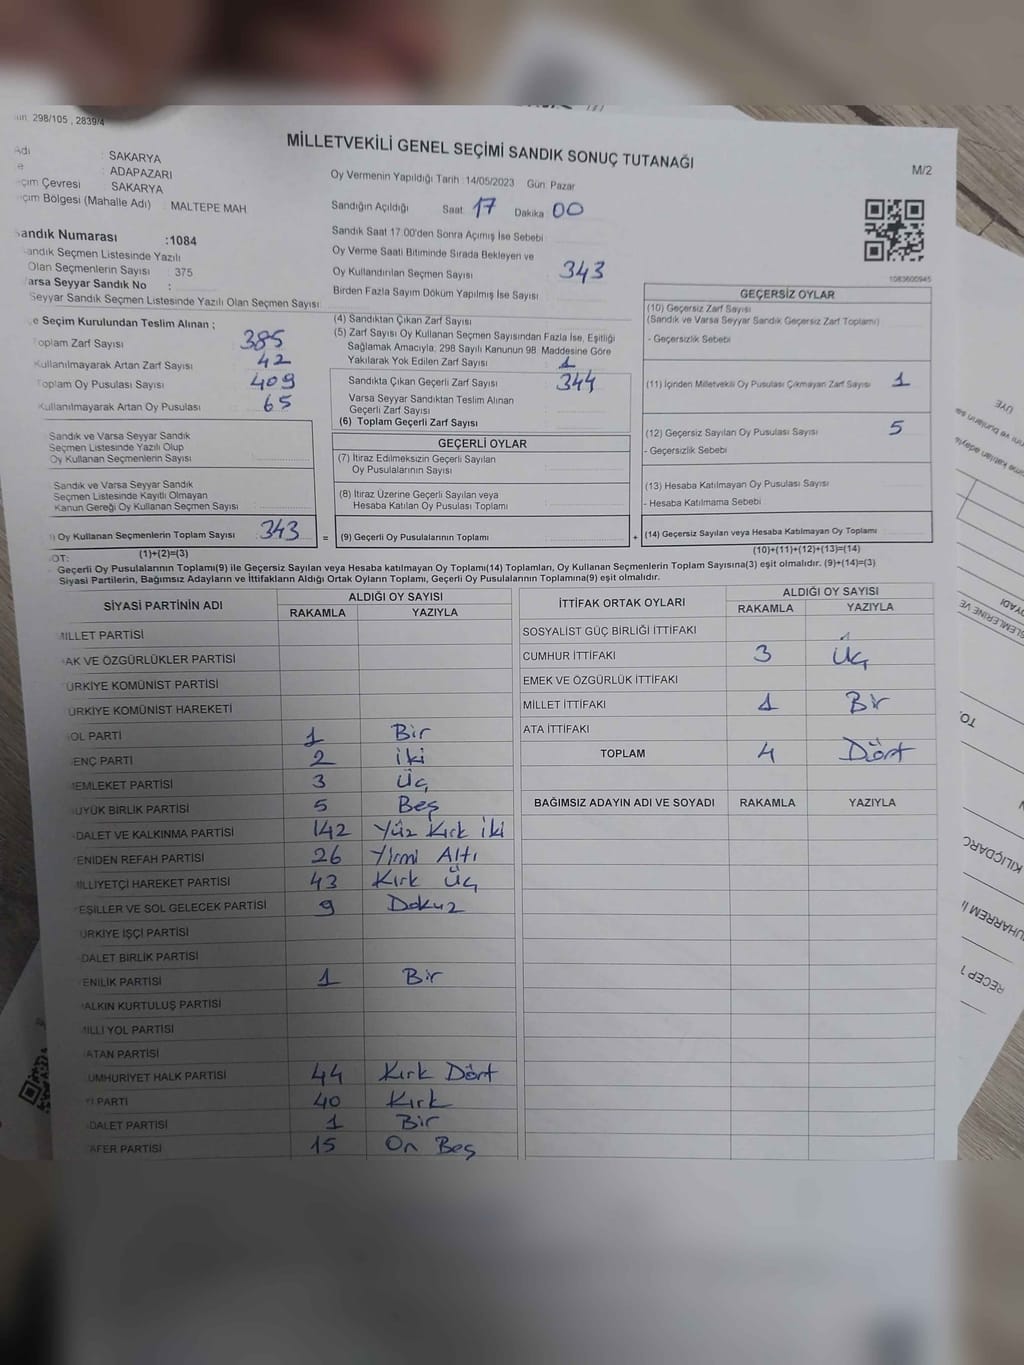 298/105 , 2839/4
MİLLETVEKİLİ GENEL SEÇİMİ SANDIK SONUÇ TUTANAĞI
M/2
Adı : SAKARYA
: ADAPAZARI
çim Çevresi : SAKARYA
çim Bölgesi (Mahalle Adı) : MALTEPE MAH
Oy Vermenin Yapıldığı Tarih :14/05/2023 Gün: Pazar
Sandığın Açıldığı Saat: 17 Dakika 00
Sandık Saat 17.00'den Sonra Açımış İse Sebebi
andık Numarası :1084
andık Seçmen Listesinde Yazılı
Olan Seçmenlerin Sayısı : 375
arsa Seyyar Sandık No :
Seyyar Sandık Seçmen Listesinde Yazılı Olan Seçmen Sayısı
Oy Verme Saati Bitiminde Sırada Bekleyen ve
Oy Kullandırılan Seçmen Sayısı 343
Birden Fazla Sayım Döküm Yapılmış İse Sayısı
1083600945
e Seçim Kurulundan Teslim Alınan ;
oplam Zarf Sayısı 385
Kullanılmayarak Artan Zarf Sayısı 42
oplam Oy Pusulası Sayısı 409
Kullanılmayarak Artan Oy Pusulası 65
(4) Sandıktan Çıkan Zarf Sayısı
(5) Zarf Sayısı Oy Kullanan Seçmen Sayısından Fazla İse, Eşitliği
Sağlamak Amacıyla, 298 Sayılı Kanunun 98. Maddesine Göre
Yakılarak Yok Edilen Zarf Sayısı 1
Sandıkta Çıkan Geçerli Zarf Sayısı 344
Varsa Seyyar Sandıktan Teslim Alınan
Geçerli Zarf Sayısı
(6) Toplam Geçerli Zarf Sayısı
GEÇERSİZ OYLAR
(10) Geçersiz Zarf Sayısı
(Sandık ve Varsa Seyyar Sandık Geçersiz Zarf Toplamı)
- Geçersizlik Sebebi
(11) İçinden Milletvekili Oy Pusulası Çıkmayan Zarf Sayısı 1
(12) Geçersiz Sayılan Oy Pusulası Sayısı 5
- Geçersizlik Sebebi
(13) Hesaba Katılmayan Oy Pusulası Sayısı
- Hesaba Katılmama Sebebi
Sandık ve Varsa Seyyar Sandık
Seçmen Listesinde Yazılı Olup
Oy Kullanan Seçmenlerin Sayısı
Sandık ve Varsa Seyyar Sandık
Seçmen Listesinde Kayıtlı Olmayan
Kanun Gereği Oy Kullanan Seçmen Sayısı
GEÇERLİ OYLAR
(7) İtiraz Edilmeksizin Geçerli Sayılan
Oy Pusulalarının Sayısı
(8) İtiraz Üzerine Geçerli Sayılan veya
Hesaba Katılan Oy Pusulası Toplamı
) Oy Kullanan Seçmenlerin Toplam Sayısı 343 = (9) Geçerli Oy Pusulalarının Toplamı + (14) Geçersiz Sayılan veya Hesaba Katılmayan Oy Toplamı
(1)+(2)=(3) (10)+(11)+(12)+(13)=(14)
OT:
Geçerli Oy Pusulalarının Toplamı(9) ile Geçersiz Sayılan veya Hesaba katılmayan Oy Toplamı(14) Toplamları, Oy Kullanan Seçmenlerin Toplam Sayısına(3) eşit olmalıdır. (9)+(14)=(3)
Siyasi Partilerin, Bağımsız Adayların ve İttifakların Aldığı Ortak Oyların Toplamı, Geçerli Oy Pusulalarının Toplamına(9) eşit olmalıdır.
SİYASİ PARTİNİN ADI ALDIĞI OY SAYISI
RAKAMLA YAZIYLA
MİLLET PARTİSİ
AK VE ÖZGÜRLÜKLER PARTİSİ
ÜRKİYE KOMÜNİST PARTİSİ
ÜRKİYE KOMÜNİST HAREKETİ
OL PARTİ 1 Bir
ENÇ PARTİ 2 iki
MEMLEKET PARTİSİ 3 Üç
ÜYÜK BİRLİK PARTİSİ 5 Beş
DALET VE KALKINMA PARTİSİ 142 Yüz Kırk iki
ENİDEN REFAH PARTİSİ 26 Yirmi Altı
MİLLİYETÇİ HAREKET PARTİSİ 43 Kırk Üç
EŞİLLER VE SOL GELECEK PARTİSİ 9 Dokuz
ÜRKİYE İŞÇİ PARTİSİ
DALET BİRLİK PARTİSİ
ENİLİK PARTİSİ 1 Bir
ALKIN KURTULUŞ PARTİSİ
MİLLİ YOL PARTİSİ
ATAN PARTİSİ
UMHURİYET HALK PARTİSİ 44 Kırk Dört
İ PARTİ 40 Kırk
DALET PARTİSİ 1 Bir
AFER PARTİSİ 15 On Beş
İTTİFAK ORTAK OYLARI ALDIĞI OY SAYISI
RAKAMLA YAZIYLA
SOSYALİST GÜÇ BİRLİĞİ İTTİFAKI
CUMHUR İTTİFAKI 3 Üç
EMEK VE ÖZGÜRLÜK İTTİFAKI
MİLLET İTTİFAKI 1 Bir
ATA İTTİFAKI
TOPLAM 4 Dört
BAĞIMSIZ ADAYIN ADI VE SOYADI RAKAMLA YAZIYLA
ÜYE
KILIÇDARO
UHARREM İ
RECEP T